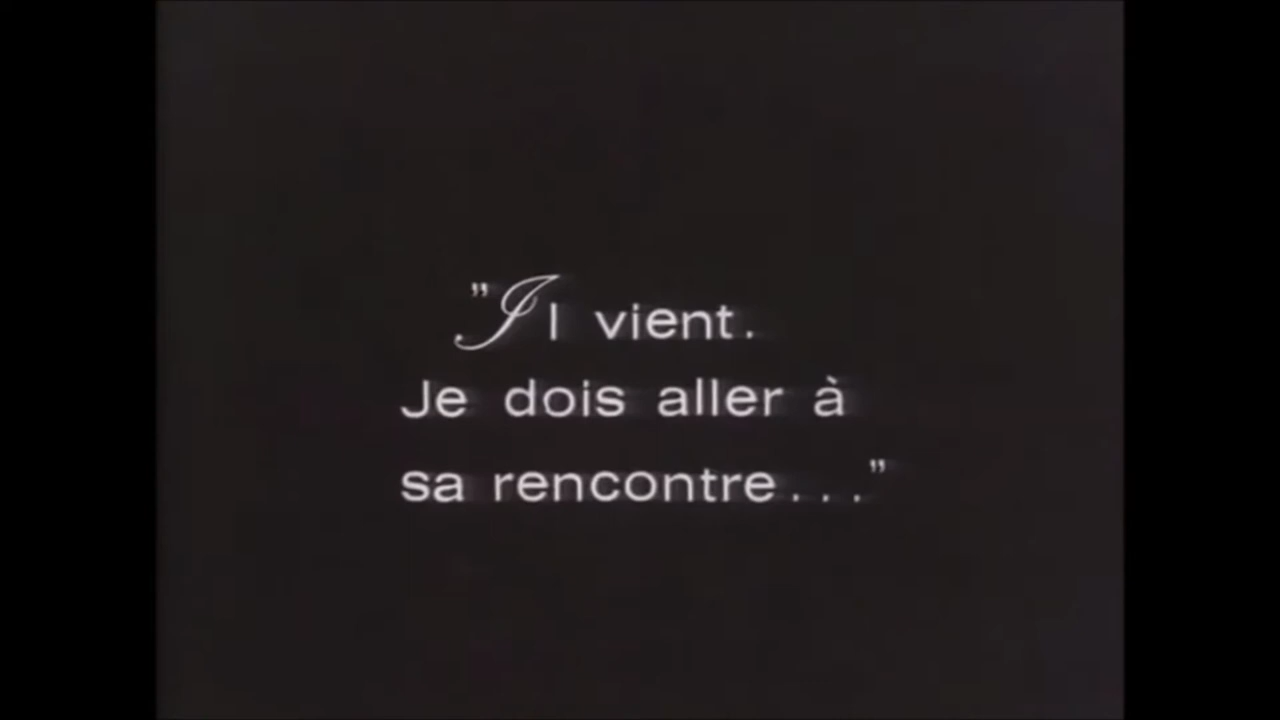 "Il vient.
Je dois aller à
sa rencontre..."